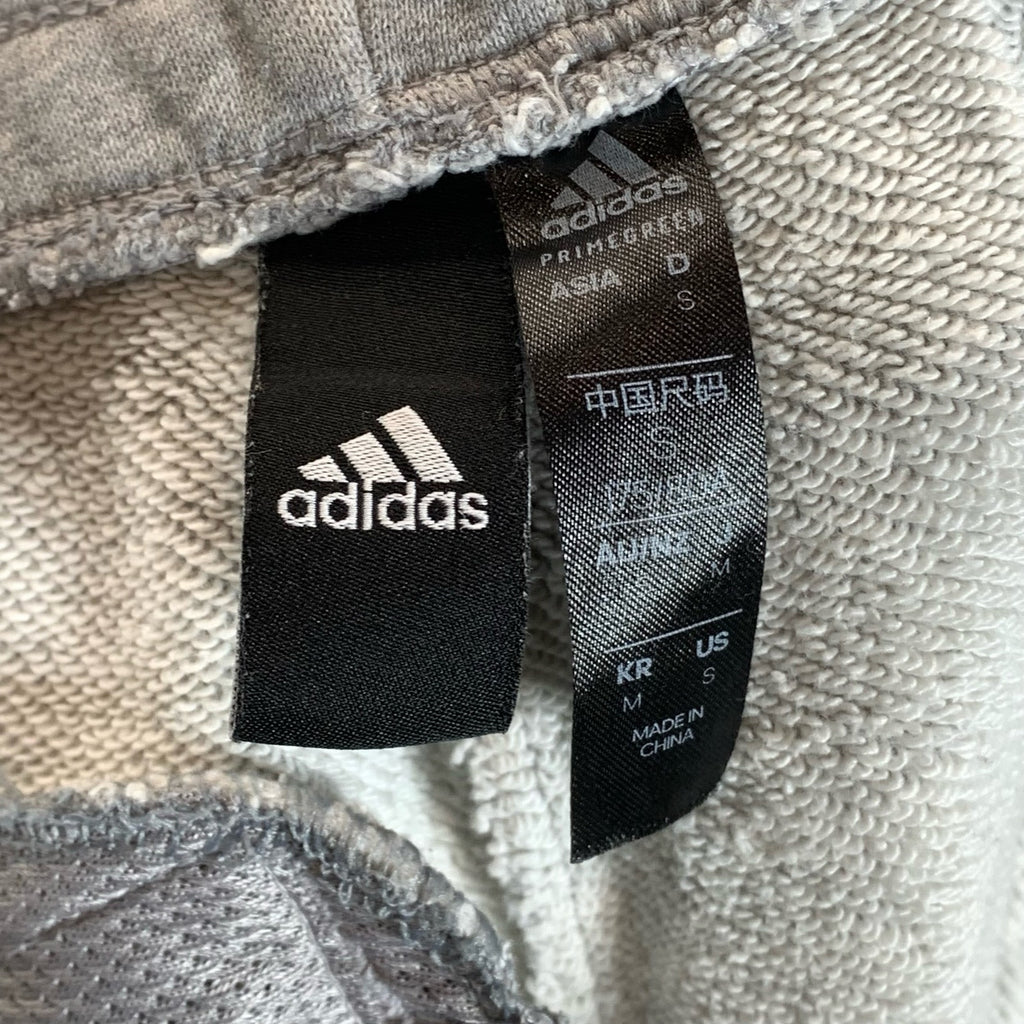 adidas
adidas
PRIMEGREEN
ASIA D
S
中国尺码
S
AU/NZ J
S M
KR US
M S
MADE IN
CHINA